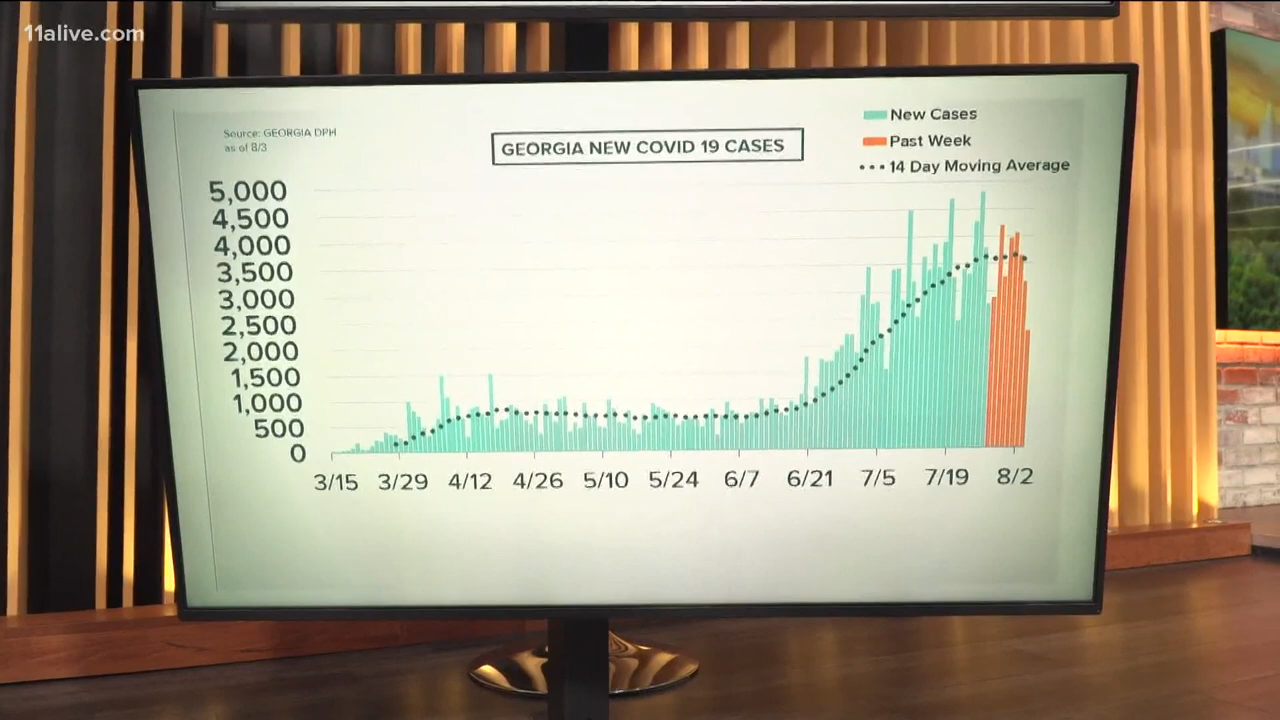 11alive.com
Source: GEORGIA DPH
as of 8/3
GEORGIA NEW COVID 19 CASES
New Cases
Past Week
14 Day Moving Average
5,000
4,500
4,000
3,500
3,000
2,500
2,000
1,500
1,000
500
0
3/15 3/29 4/12 4/26 5/10 5/24 6/7 6/21 7/5 7/19 8/2